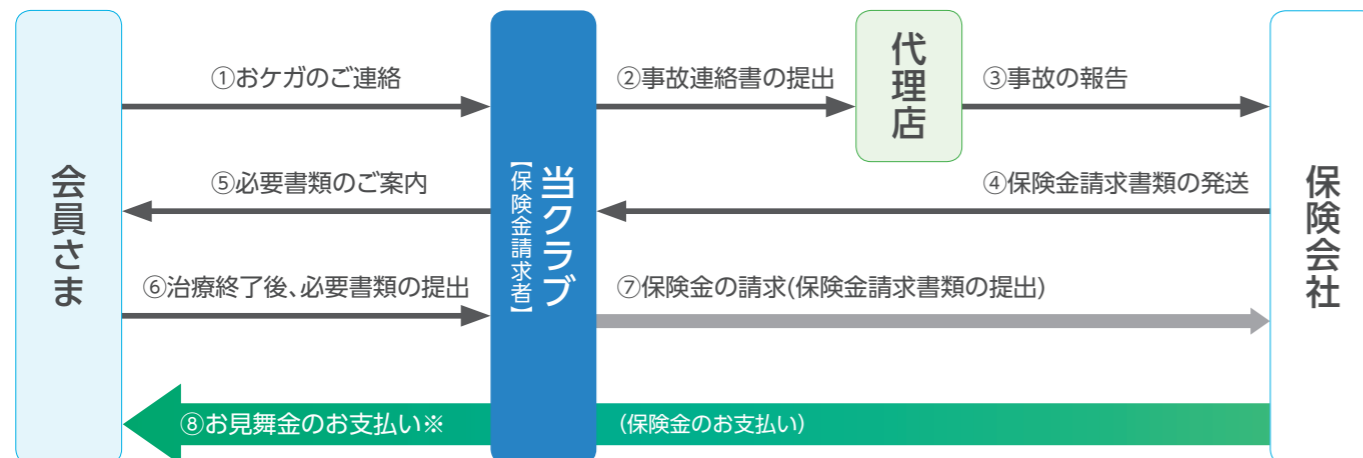 会員さま
①おケガのご連絡
当クラブ
【保険金請求者】
②事故連絡書の提出
代理店
③事故の報告
保険会社
④保険金請求書類の発送
⑤必要書類のご案内
⑥治療終了後、必要書類の提出
⑦保険金の請求(保険金請求書類の提出)
⑧お見舞金のお支払い※
(保険金のお支払い)